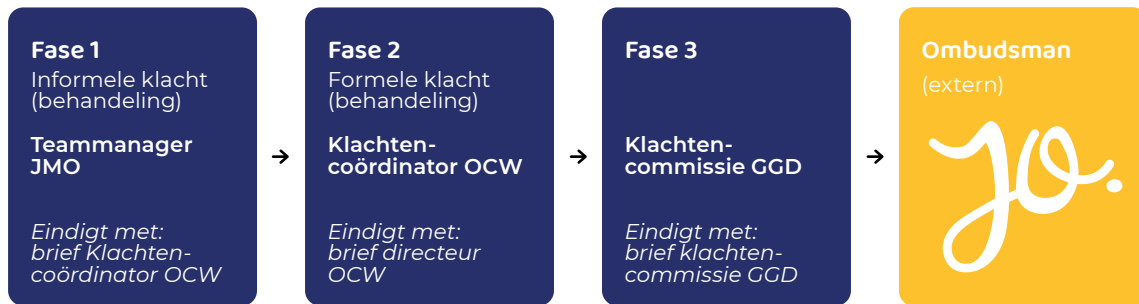 Fase 1
Informele klacht
(behandeling)
Teammanager
JMO
Eindigt met:
brief Klachten-
coördinator OCW
Fase 2
Formele klacht
(behandeling)
Klachten-
coördinator OCW
Eindigt met:
brief directeur
OCW
Fase 3
Klachten-
commissie GGD
Eindigt met:
brief klachten-
commissie GGD
Ombudsman
(extern)
jo.